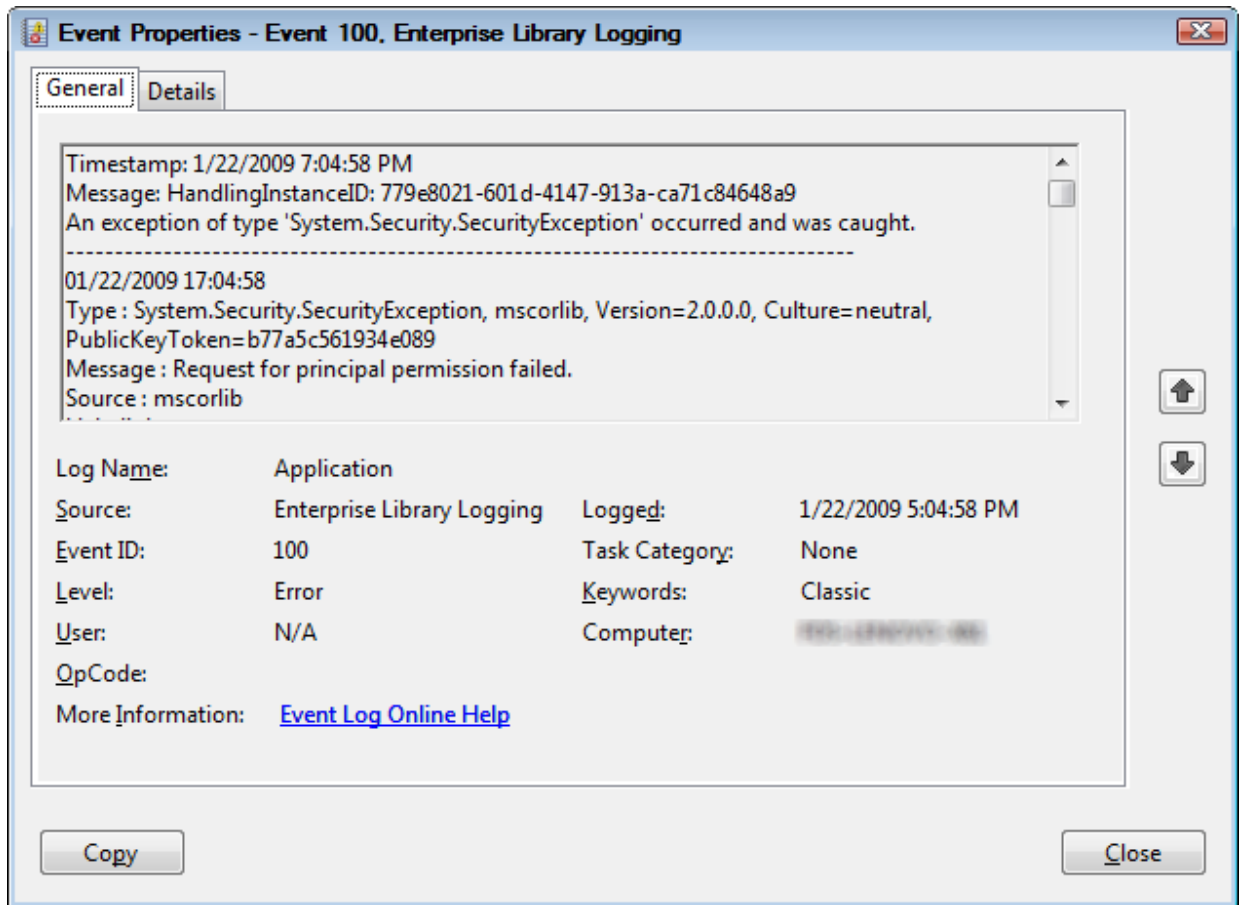 Event Properties - Event 100, Enterprise Library Logging
General Details
Timestamp: 1/22/2009 7:04:58 PM
Message: HandlingInstanceID: 779e8021-601d-4147-913a-ca71c84648a9
An exception of type 'System.Security.SecurityException' occurred and was caught.
--------------------------------------------------------------------------------
01/22/2009 17:04:58
Type : System.Security.SecurityException, mscorlib, Version=2.0.0.0, Culture=neutral,
PublicKeyToken=b77a5c561934e089
Message : Request for principal permission failed.
Source : mscorlib
Log Name: Application
Source: Enterprise Library Logging Logged: 1/22/2009 5:04:58 PM
Event ID: 100 Task Category: None
Level: Error Keywords: Classic
User: N/A Computer:
OpCode:
More Information: Event Log Online Help
Copy Close